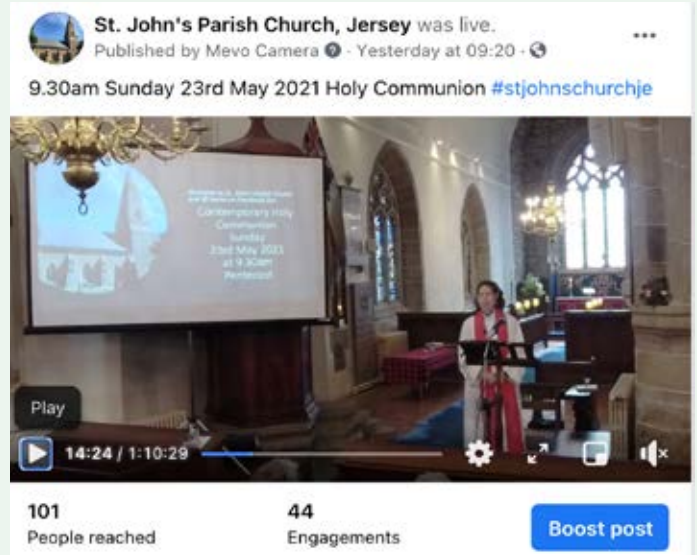 St. John's Parish Church, Jersey was live.
Published by Mevo Camera · Yesterday at 09:20 ·
9.30am Sunday 23rd May 2021 Holy Communion #stjohnschurchje
Contemporary Holy
Communion
Sunday
23rd May 2021
at 9.30am
Pentecost
Play
14:24 / 1:10:29
101
People reached
44
Engagements
Boost post